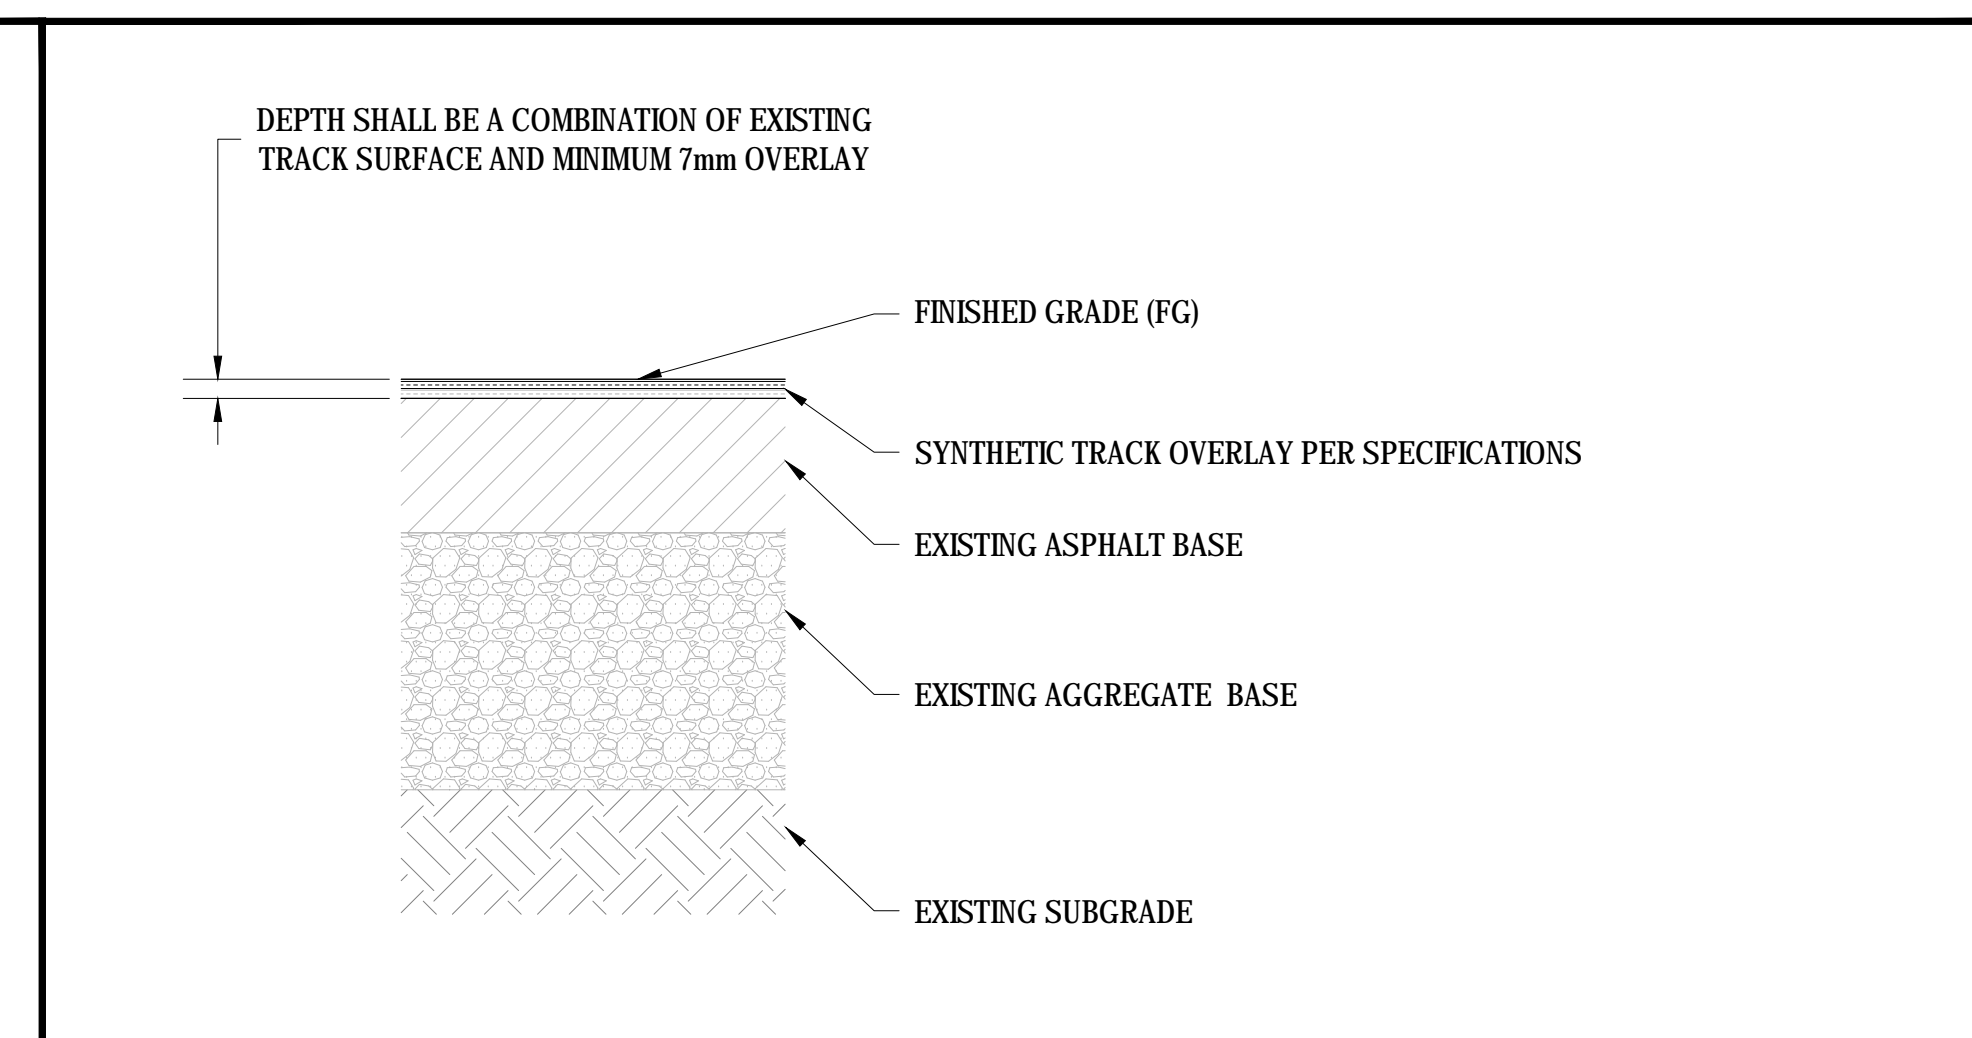 DEPTH SHALL BE A COMBINATION OF EXISTING
TRACK SURFACE AND MINIMUM 7mm OVERLAY
FINISHED GRADE (FG)
SYNTHETIC TRACK OVERLAY PER SPECIFICATIONS
EXISTING ASPHALT BASE
EXISTING AGGREGATE BASE
EXISTING SUBGRADE